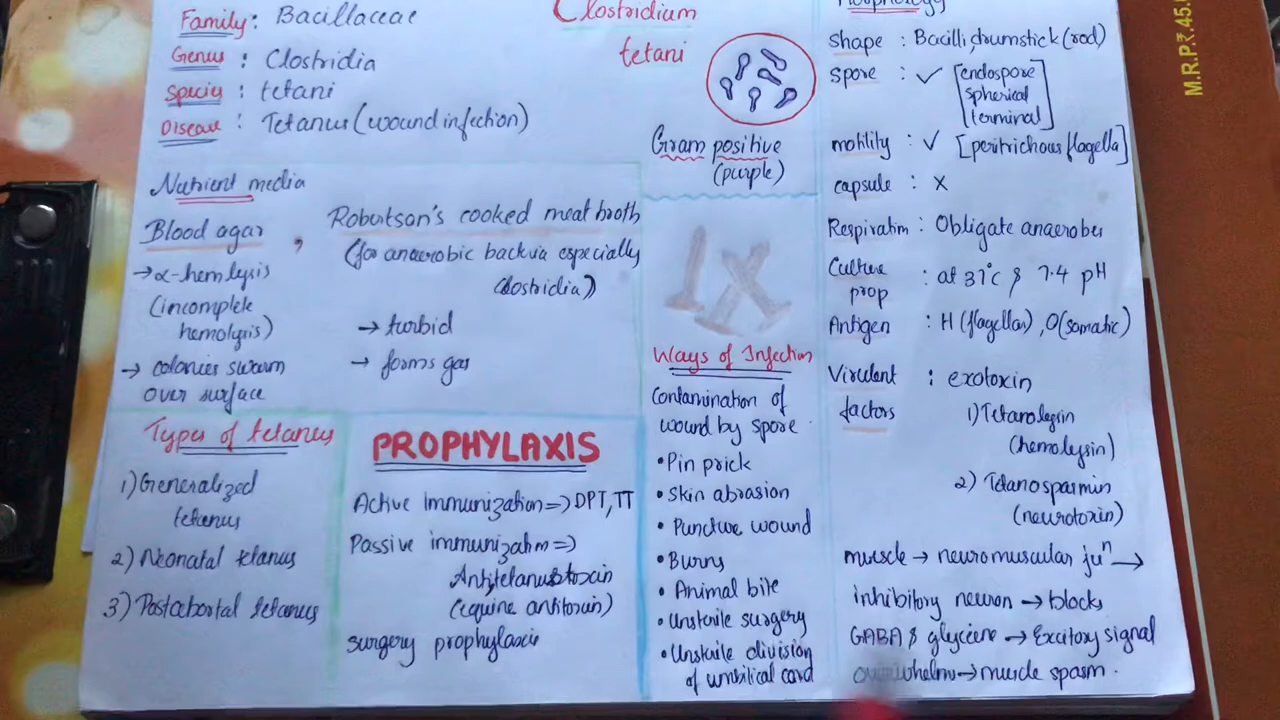 Family: Bacillaceae
Genus : Clostridia
Species : tetani
Disease : Tetanus (wound infection)
Clostridium
tetani
Gram positive
(purple)
Nutrient media
Blood agar ,
→ α-hemlysis
(incomplete
hemolysis)
→ colonies swarm
over surface
Robertson's cooked meat broth
(for anaerobic bactria especially
clostridia)
→ turbid
→ forms gas
Types of tetanus
1) Generalized
tetanus
2) Neonatal tetanus
3) Postabortal tetanus
PROPHYLAXIS
Active immunization => DPT, TT
Passive immunization =>
(equine antitoxin)
surgery prophylaxis
Ways of Infection
Contamination of
wound by spore.
• Pin prick
• Skin abrasion
• Puncture wound
• Burns
• Animal bite
• Unsterile surgery
• Unsterile division
of umbilical cord
Morphology
shape : Bacilli, drumstick (rod)
spore : ✓ [endospore
spherical
terminal]
motility : ✓ [peritrichous flagella]
capsule : x
Respiration : Obligate anaerobes
Culture
prop : at 37°c & 7.4 pH
Antigen : H (flagellar), O (somatic)
Virulent
factors : exotoxin
1) Tetanolysin
(hemolysin)
2) Tetanospasmin
(neurotoxin)
muscle → neuromuscular juⁿ →
inhibitory neuron → blocks
GABA & glycine → Excitory signal
overwhelm → muscle spasm.
M.R.P.₹.45.